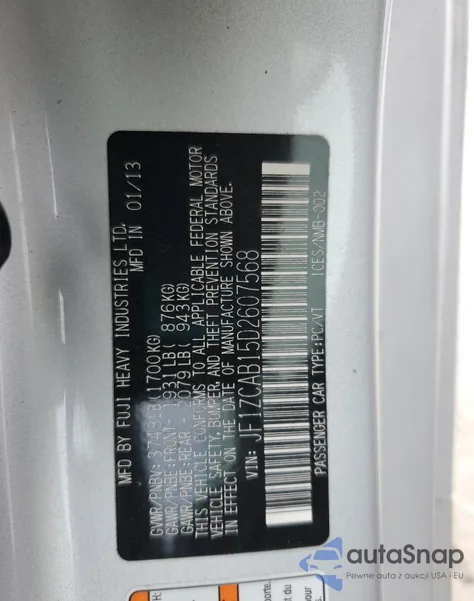 MFD BY FUJI HEAVY INDUSTRIES LTD.
MFD IN 01/13
GVWR/PNBV: 3749LB( 1700KG)
GAWR/PNBE:FRONT- 1931LB( 876KG)
GAWR/PNBE:REAR - 2079LB( 943KG)
THIS VEHICLE CONFORMS TO ALL APPLICABLE FEDERAL MOTOR
VEHICLE SAFETY, BUMPER, AND THEFT PREVENTION STANDARDS
IN EFFECT ON THE DATE OF MANUFACTURE SHOWN ABOVE.
VIN: JF1ZCAB15D2607568
PASSENGER CAR TYPE:PC/VT ICES/NMB-002
autoSnap
Pewne auta z aukcji USA i EU